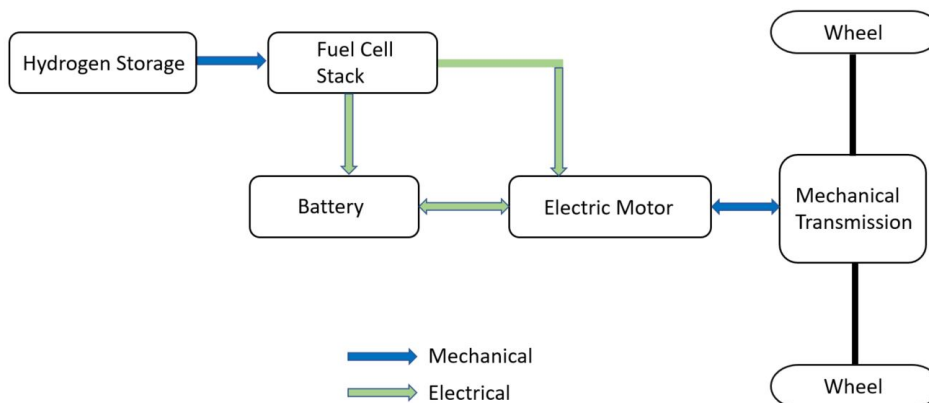 Wheel
Hydrogen Storage
Fuel Cell
Stack
Battery
Electric Motor
Mechanical
Transmission
Mechanical
Electrical
Wheel